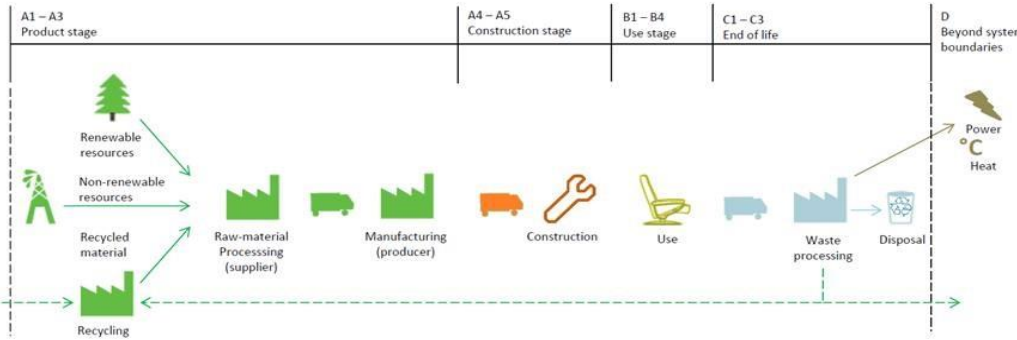 A1 – A3
Product stage
A4 – A5
Construction stage
B1 – B4
Use stage
C1 – C3
End of life
D
Beyond system
boundaries
Renewable
resources
Non-renewable
resources
Recycled
material
Recycling
Raw-material
Processsing
(supplier)
Manufacturing
(producer)
Construction
Use
Waste
processing
Disposal
Power
°C
Heat